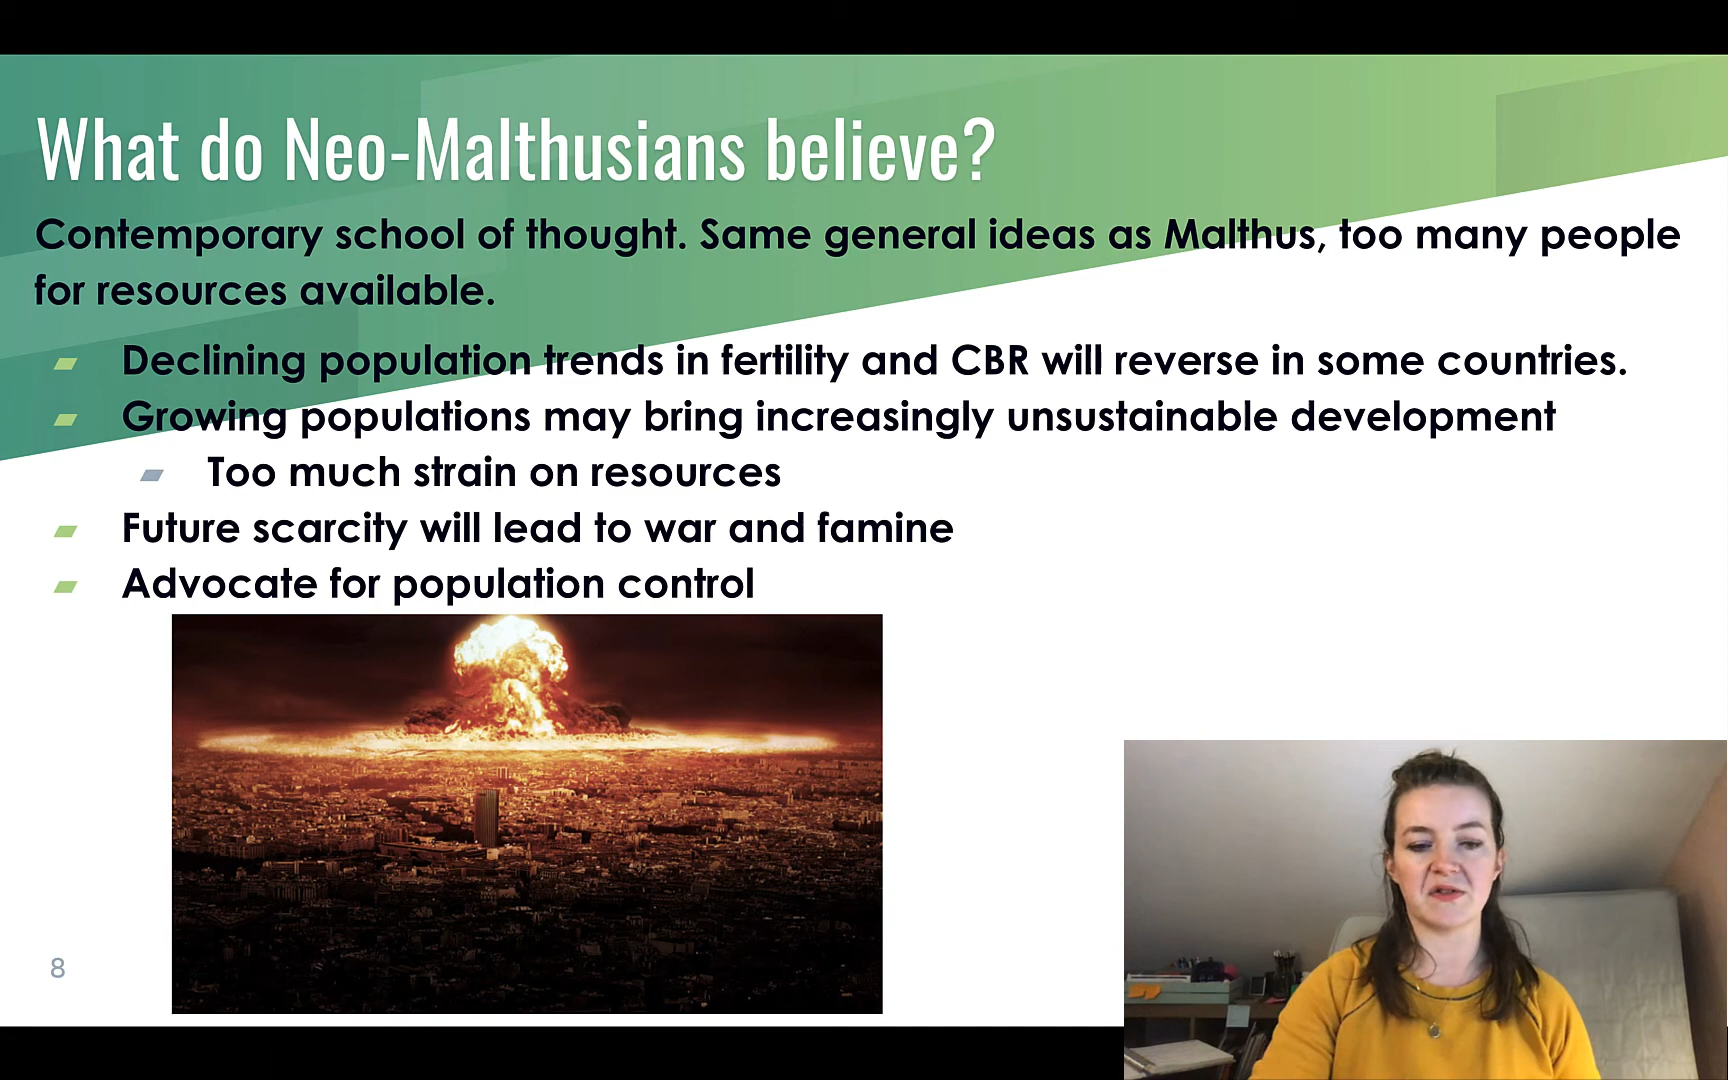 What do Neo-Malthusians believe?
Contemporary school of thought. Same general ideas as Malthus, too many people
for resources available.
Declining population trends in fertility and CBR will reverse in some countries.
Growing populations may bring increasingly unsustainable development
Too much strain on resources
Future scarcity will lead to war and famine
Advocate for population control
8